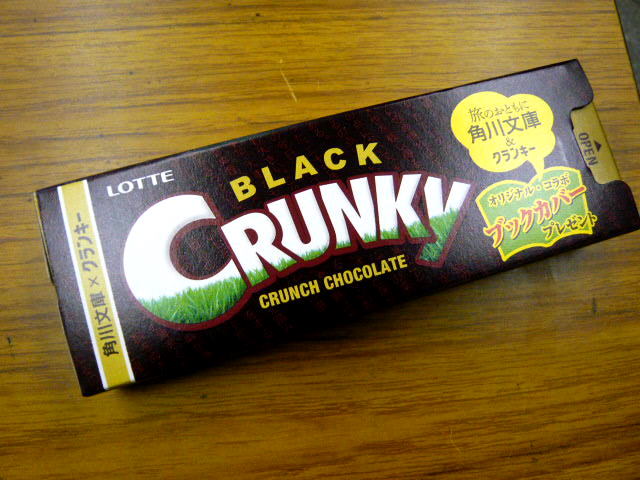 LOTTE
BLACK
CRUNKY
CRUNCH CHOCOLATE
角川文庫×クランキー
旅のおともに
角川文庫
&
クランキー
オリジナル・コラボ
ブックカバー
プレゼント
OPEN